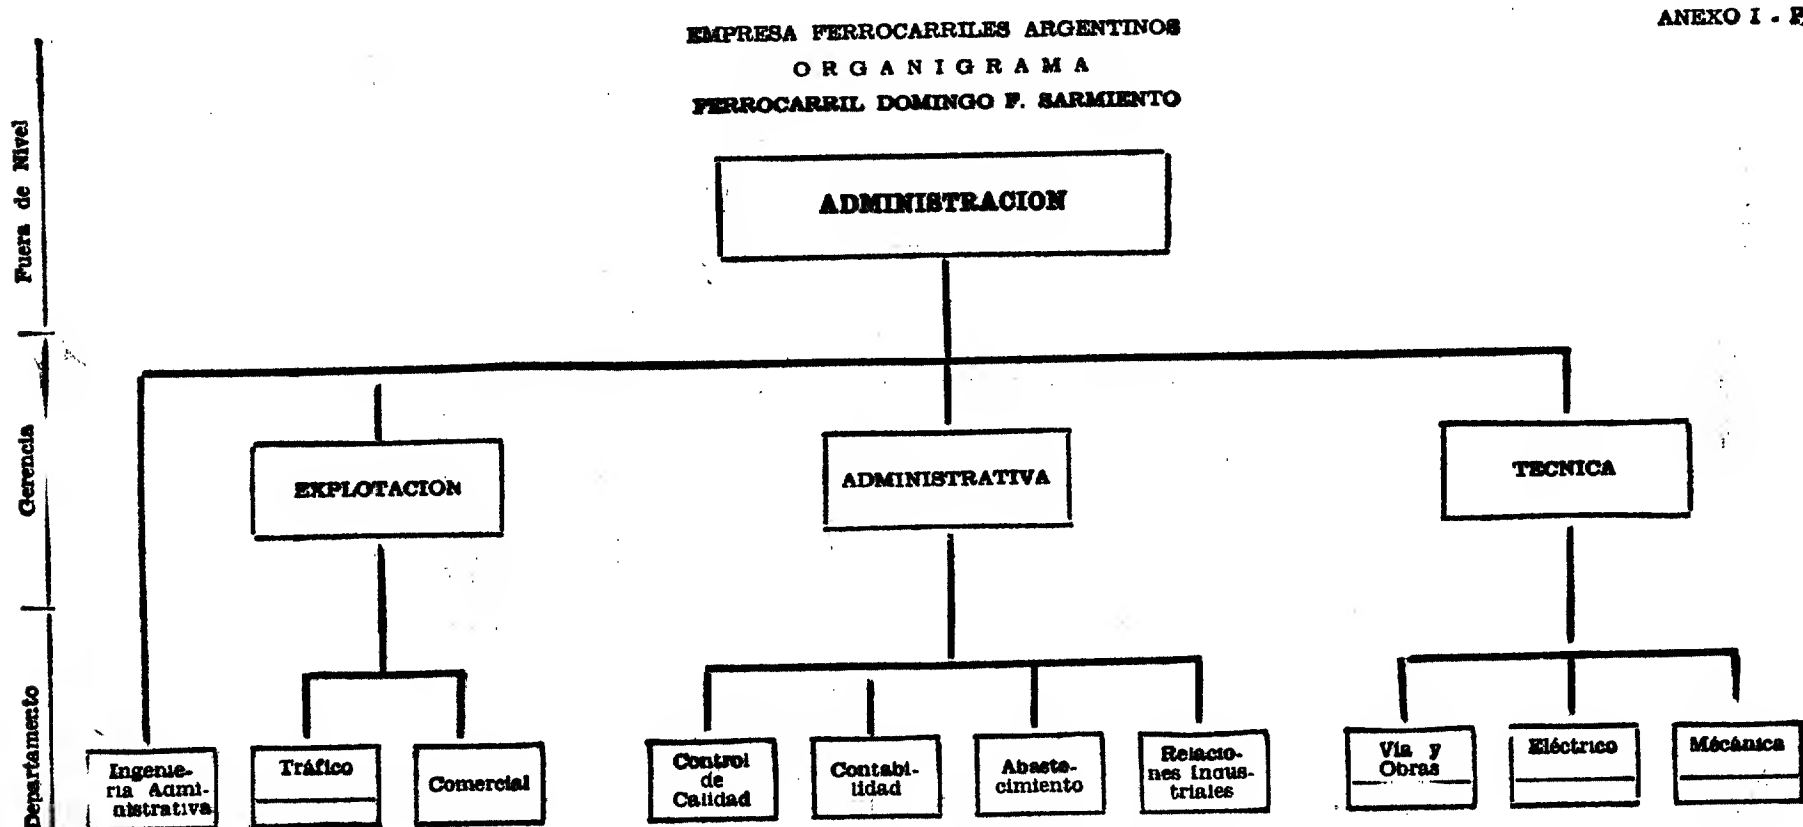 ANEXO I -
EMPRESA FERROCARRILES ARGENTINOS
ORGANIGRAMA
FERROCARRIL DOMINGO F. SARMIENTO
Fuera de Nivel
ADMINISTRACION
Gerencia
EXPLOTACION
ADMINISTRATIVA
TECNICA
Departamento
Ingenie-
ria Admi-
nistrativa
Tráfico
Comercial
Control
de
Calidad
Contabi-
lidad
Abaste-
cimiento
Relacio-
nes Indus-
triales
Vía y
Obras
Eléctrico
Mécánica